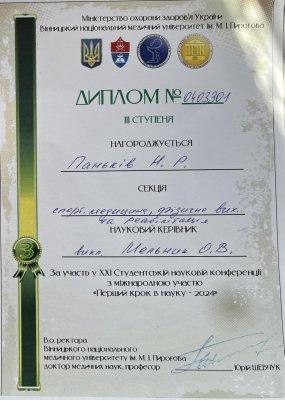 Міністерство охорони здоров'я України
Вінницький національний медичний університет ім. М. І. Пирогова
ДИПЛОМ № 0403301
ІІІ СТУПЕНЯ
НАГОРОДЖУЄТЬСЯ
Паньків Н. Р.
СЕКЦІЯ
спорт. медицина, фізичне вих.
та реабілітація
НАУКОВИЙ КЕРІВНИК
викл. Мельник О.В.
3
За участь у XXI Студентській науковій конференції
з міжнародною участю
«Перший крок в науку - 2024»
В.о. ректора
Вінницького національного
медичного університету ім. М. І. Пирогова
доктор медичних наук, професор
Юрій ШЕВЧУК